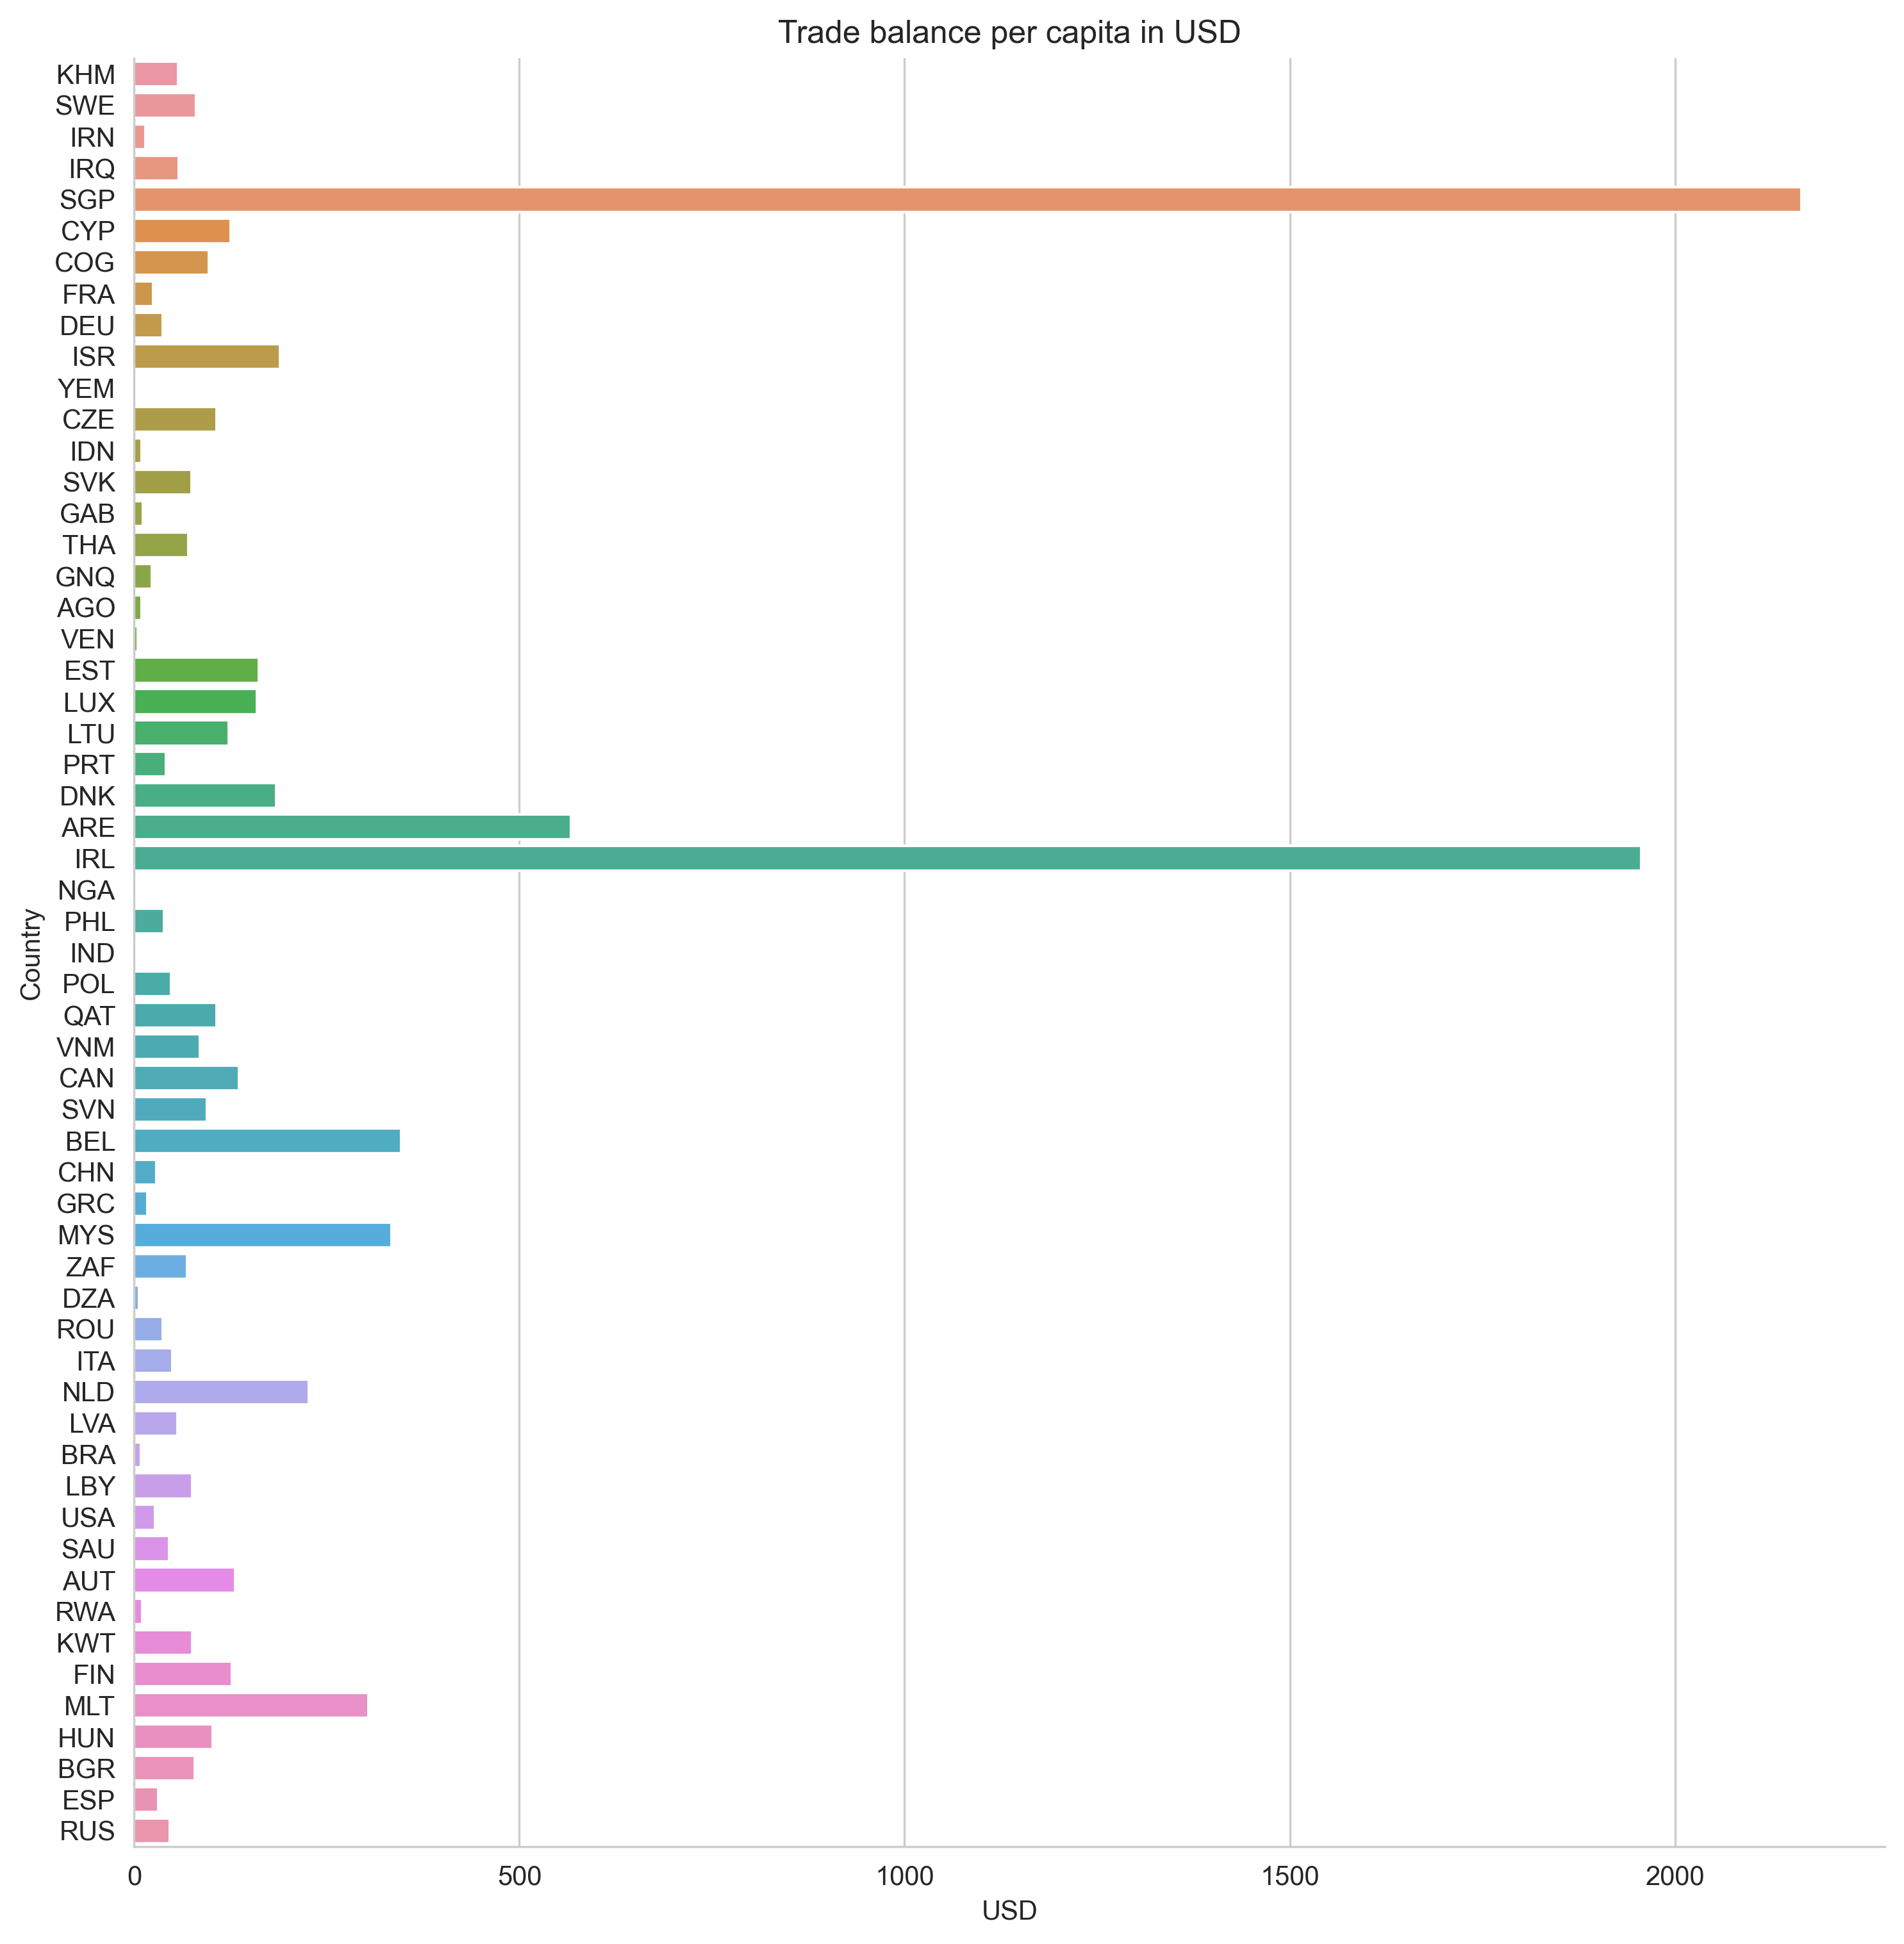 Trade balance per capita in USD
KHM
SWE
IRN
IRQ
SGP
CYP
COG
FRA
DEU
ISR
YEM
CZE
IDN
SVK
GAB
THA
GNQ
AGO
VEN
EST
LUX
LTU
PRT
DNK
ARE
IRL
NGA
PHL
IND
POL
QAT
VNM
CAN
SVN
BEL
CHN
GRC
MYS
ZAF
DZA
ROU
ITA
NLD
LVA
BRA
LBY
USA
SAU
AUT
RWA
KWT
FIN
MLT
HUN
BGR
ESP
RUS
Country
0 500 1000 1500 2000
USD